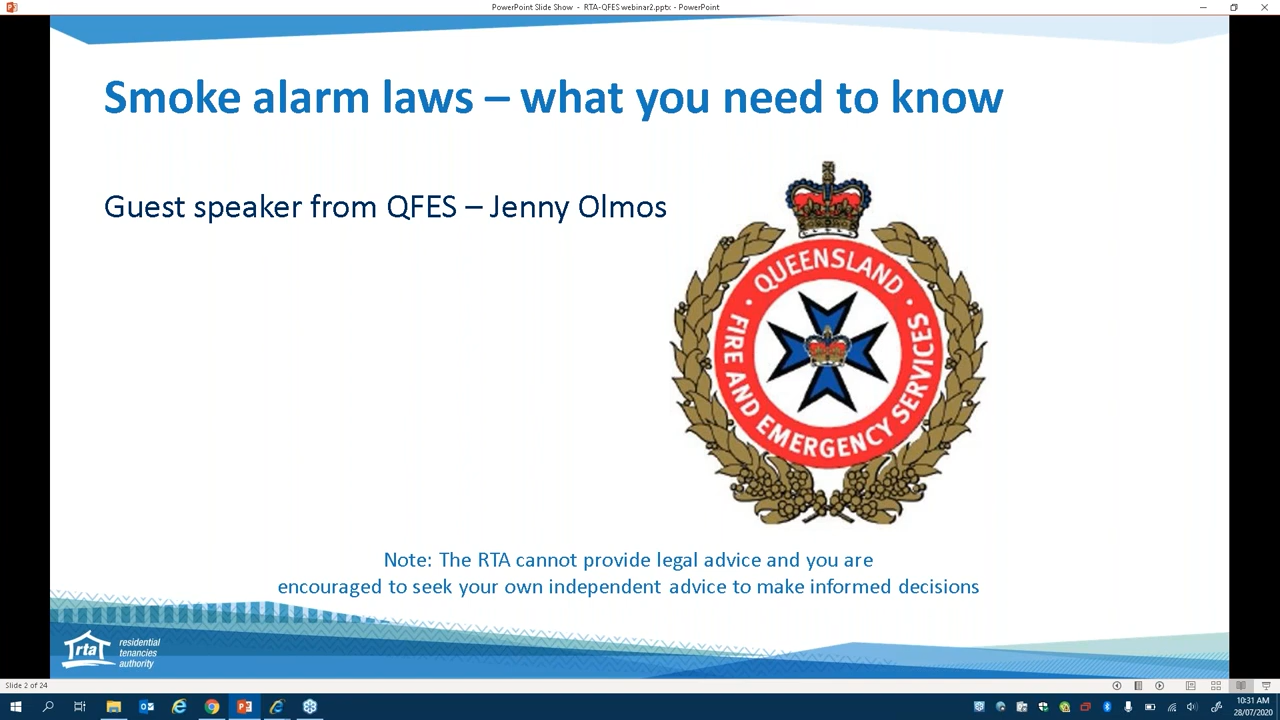 PowerPoint Slide Show - RTA-QFES webinar2.pptx - PowerPoint
Smoke alarm laws – what you need to know
Guest speaker from QFES – Jenny Olmos
QUEENSLAND
FIRE AND EMERGENCY SERVICES
Note: The RTA cannot provide legal advice and you are
encouraged to seek your own independent advice to make informed decisions
rta
residential
tenancies
authority
Slide 2 of 24
10:31 AM
28/07/2020